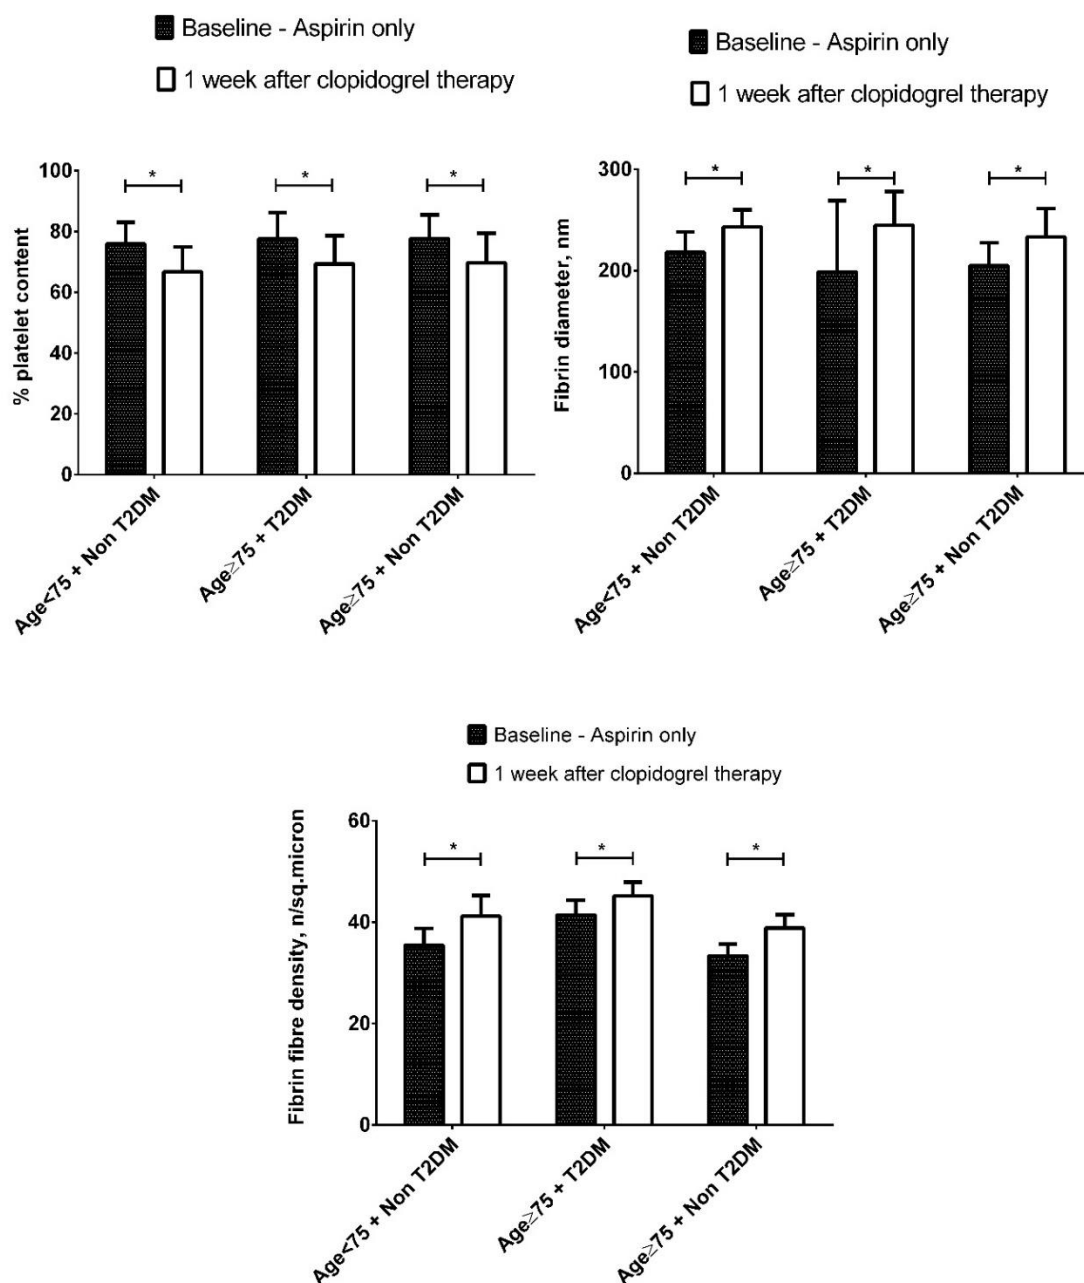 Baseline - Aspirin only
1 week after clopidogrel therapy
% platelet content
100
80
60
40
20
0
*
*
*
Age<75 + Non T2DM
Age≥75 + T2DM
Age≥75 + Non T2DM
Baseline - Aspirin only
1 week after clopidogrel therapy
Fibrin diameter, nm
300
200
100
0
*
*
*
Age<75 + Non T2DM
Age≥75 + T2DM
Age≥75 + Non T2DM
Baseline - Aspirin only
1 week after clopidogrel therapy
Fibrin fibre density, n/sq.micron
60
40
20
0
*
*
*
Age<75 + Non T2DM
Age≥75 + T2DM
Age≥75 + Non T2DM